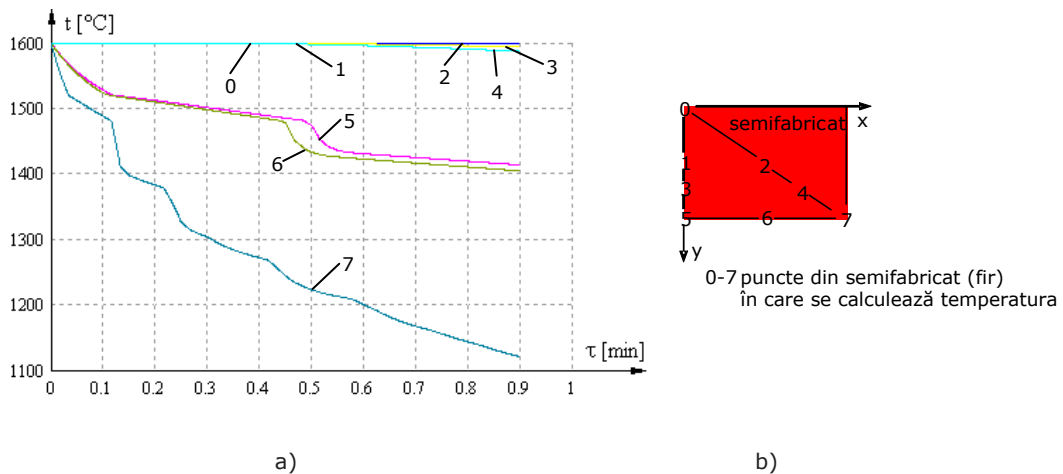 t [°C]
1600
1500
1400
1300
1200
1100
0
1
2
3
4
5
6
7
τ [min]
0 0.1 0.2 0.3 0.4 0.5 0.6 0.7 0.8 0.9 1
a)
0
x
semifabricat
1
2
3
4
5
6
7
y
0-7 puncte din semifabricat (fir)
în care se calculează temperatura
b)